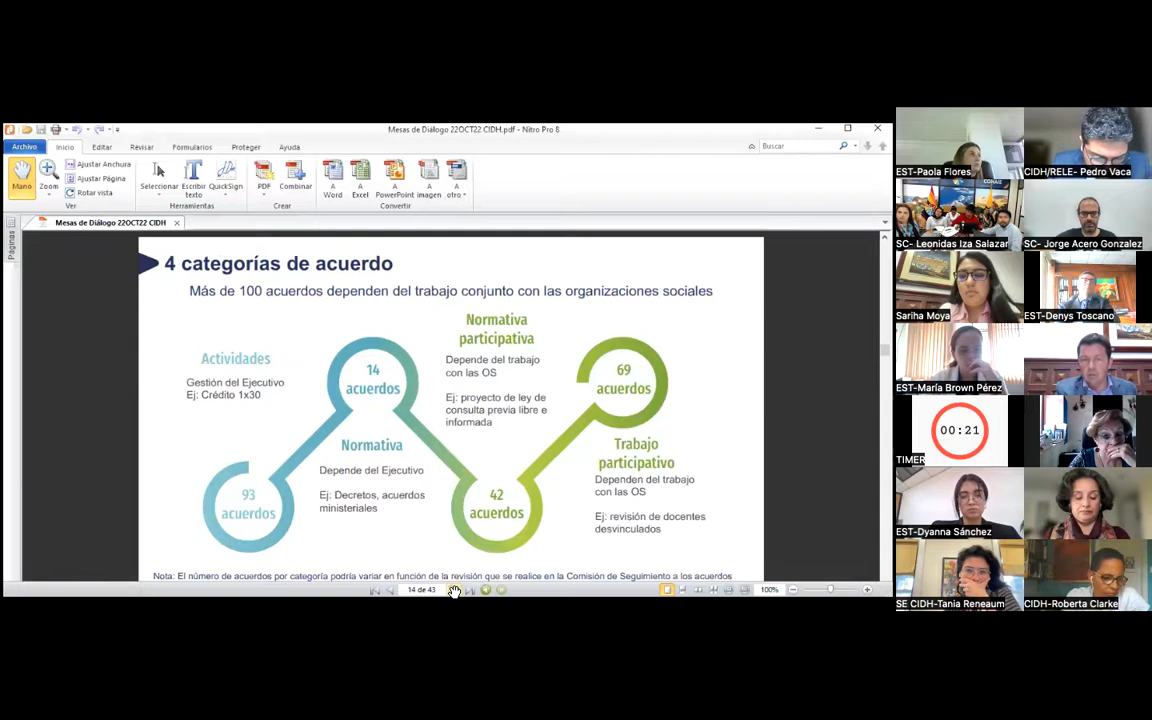 Mesas de Diálogo 22OCT22 CIDH.pdf - Nitro Pro 8
Archivo Inicio Editar Revisar Formularios Proteger Ayuda
Buscar
Mano
Zoom
Ajustar Anchura
Ajustar Página
Rotar vista
Ver
Seleccionar
Escribir texto
QuickSign
Herramientas
PDF
Combinar
Crear
A Word
A Excel
A PowerPoint
A imagen
A otro
Convertir
Páginas
Mesas de Diálogo 22OCT22 CIDH
4 categorías de acuerdo
Más de 100 acuerdos dependen del trabajo conjunto con las organizaciones sociales
Actividades
Gestión del Ejecutivo
Ej: Crédito 1x30
93
acuerdos
14
acuerdos
Normativa
Depende del Ejecutivo
Ej: Decretos, acuerdos
ministeriales
Normativa
participativa
Depende del trabajo
con las OS
Ej: proyecto de ley de
consulta previa libre e
informada
42
acuerdos
69
acuerdos
Trabajo
participativo
Dependen del trabajo
con las OS
Ej: revisión de docentes
desvinculados
Nota: El número de acuerdos por categoría podría variar en función de la revisión que se realice en la Comisión de Seguimiento a los acuerdos
14 de 43
100%
EST-Paola Flores
CIDH/RELE- Pedro Vaca
CONAIE
SC- Leonidas Iza Salazar
SC- Jorge Acero Gonzalez
Sariha Moya
EST-Denys Toscano
EST-María Brown Pérez
00:21
TIMER
EST-Dyanna Sánchez
SE CIDH-Tania Reneaum
CIDH-Roberta Clarke